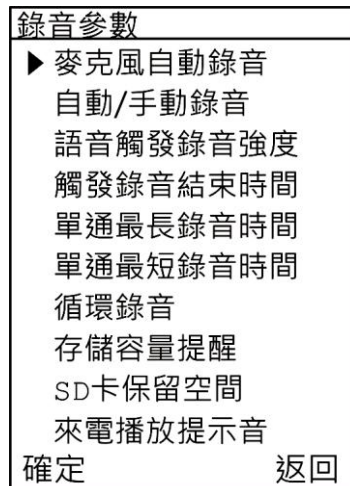 錄音參數
▶麥克風自動錄音
自動/手動錄音
語音觸發錄音強度
觸發錄音結束時間
單通最長錄音時間
單通最短錄音時間
循環錄音
存儲容量提醒
SD卡保留空間
來電播放提示音
確定 返回